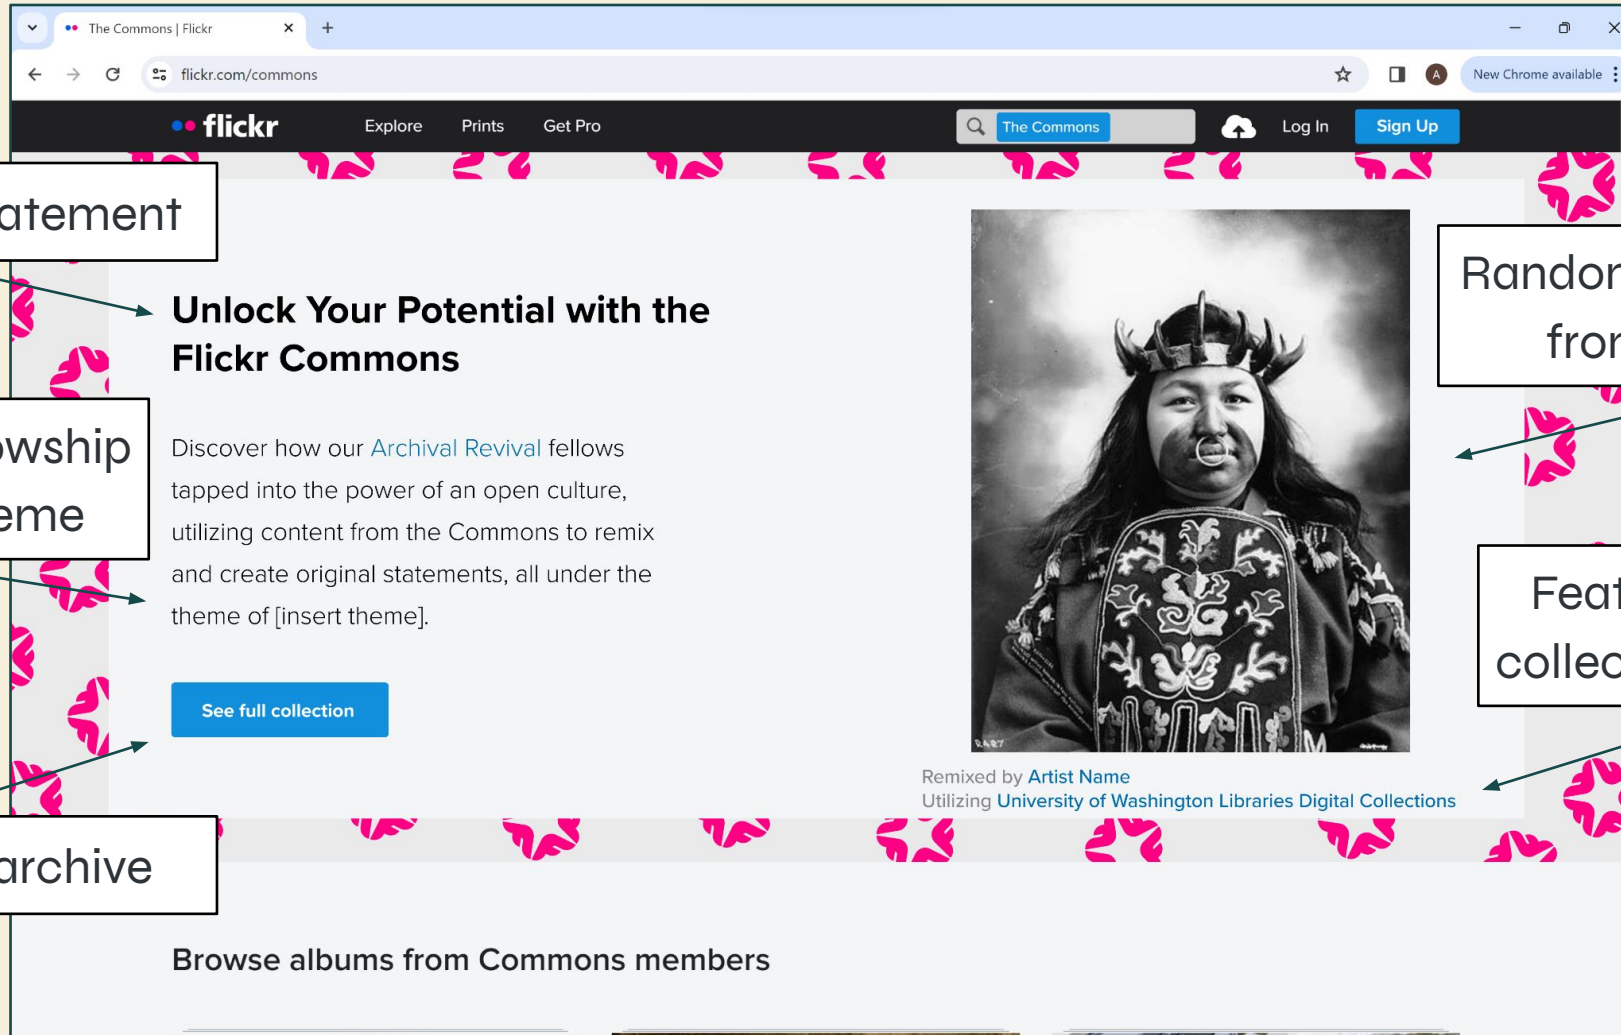 The Commons | Flickr
flickr.com/commons
A
New Chrome available
flickr
Explore
Prints
Get Pro
The Commons
Log In
Sign Up
atement
Unlock Your Potential with the
Flickr Commons
owship
eme
Discover how our Archival Revival fellows
tapped into the power of an open culture,
utilizing content from the Commons to remix
and create original statements, all under the
theme of [insert theme].
See full collection
archive
Random
from
Feat
collec
Remixed by Artist Name
Utilizing University of Washington Libraries Digital Collections
Browse albums from Commons members